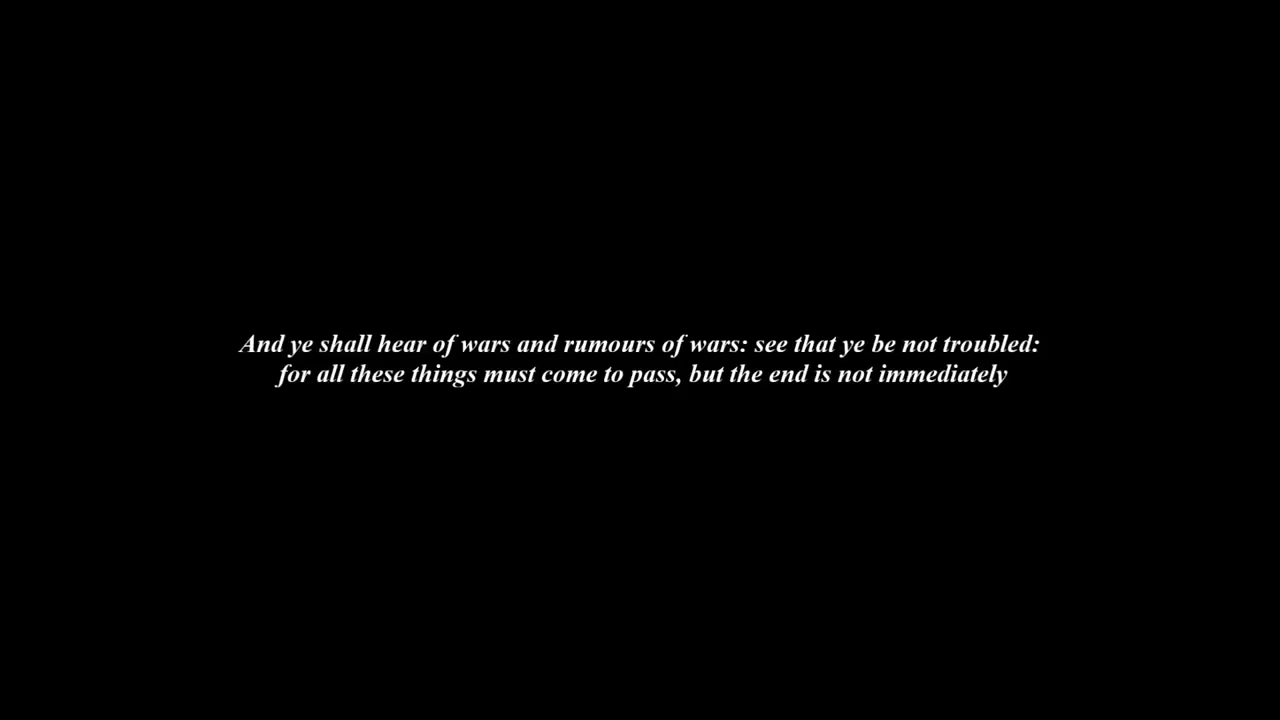 And ye shall hear of wars and rumours of wars: see that ye be not troubled:
for all these things must come to pass, but the end is not immediately